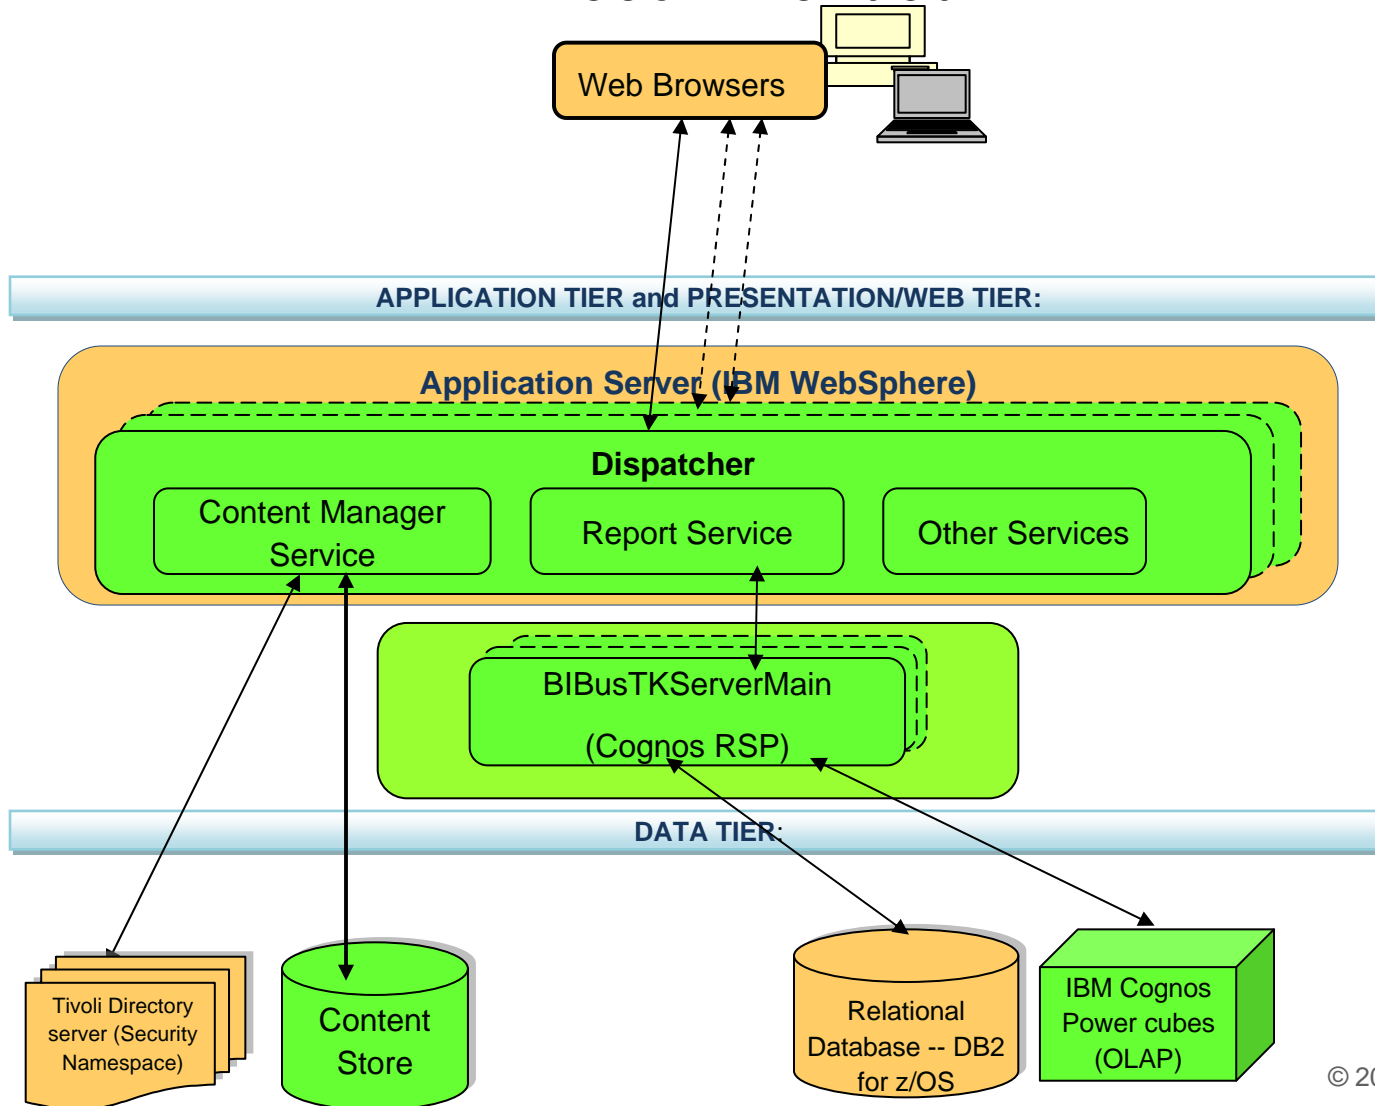 Web Browsers
APPLICATION TIER and PRESENTATION/WEB TIER:
Application Server (IBM WebSphere)
Dispatcher
Content Manager
Service
Report Service
Other Services
BIBusTKServerMain
(Cognos RSP)
DATA TIER:
Tivoli Directory
server (Security
Namespace)
Content
Store
Relational
Database -- DB2
for z/OS
IBM Cognos
Power cubes
(OLAP)
© 20